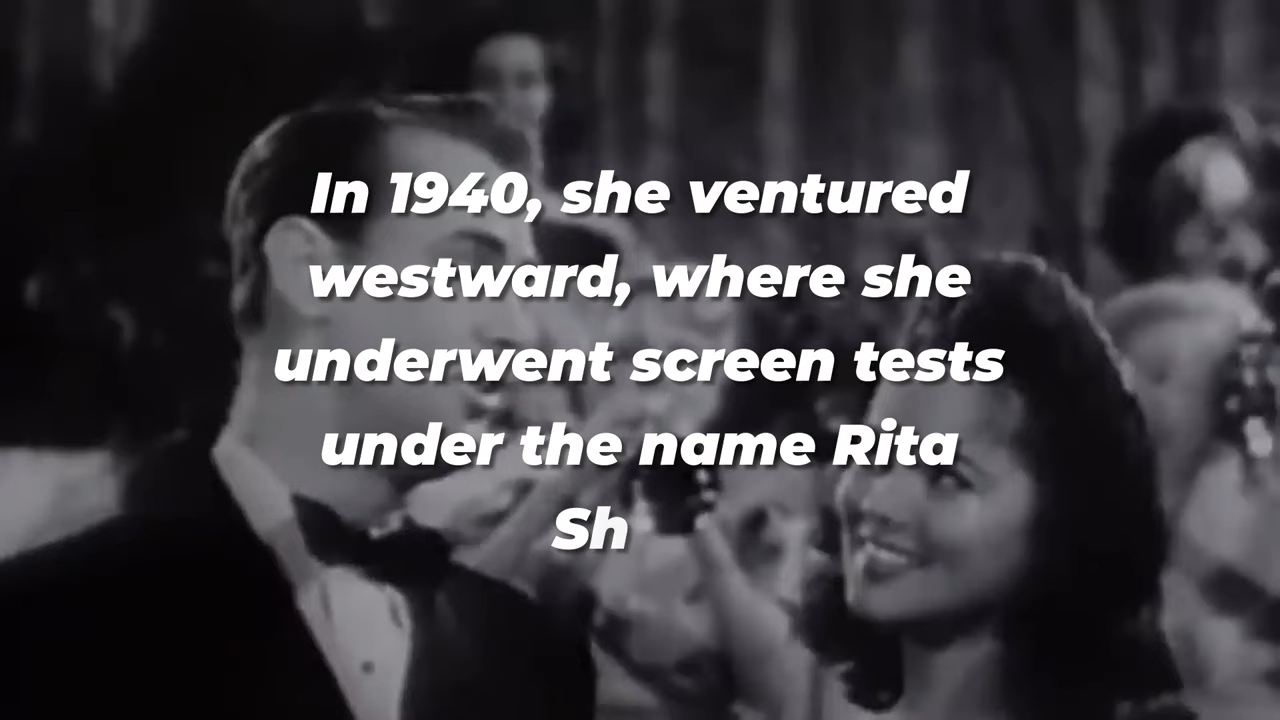 In 1940, she ventured
westward, where she
underwent screen tests
under the name Rita
Sh